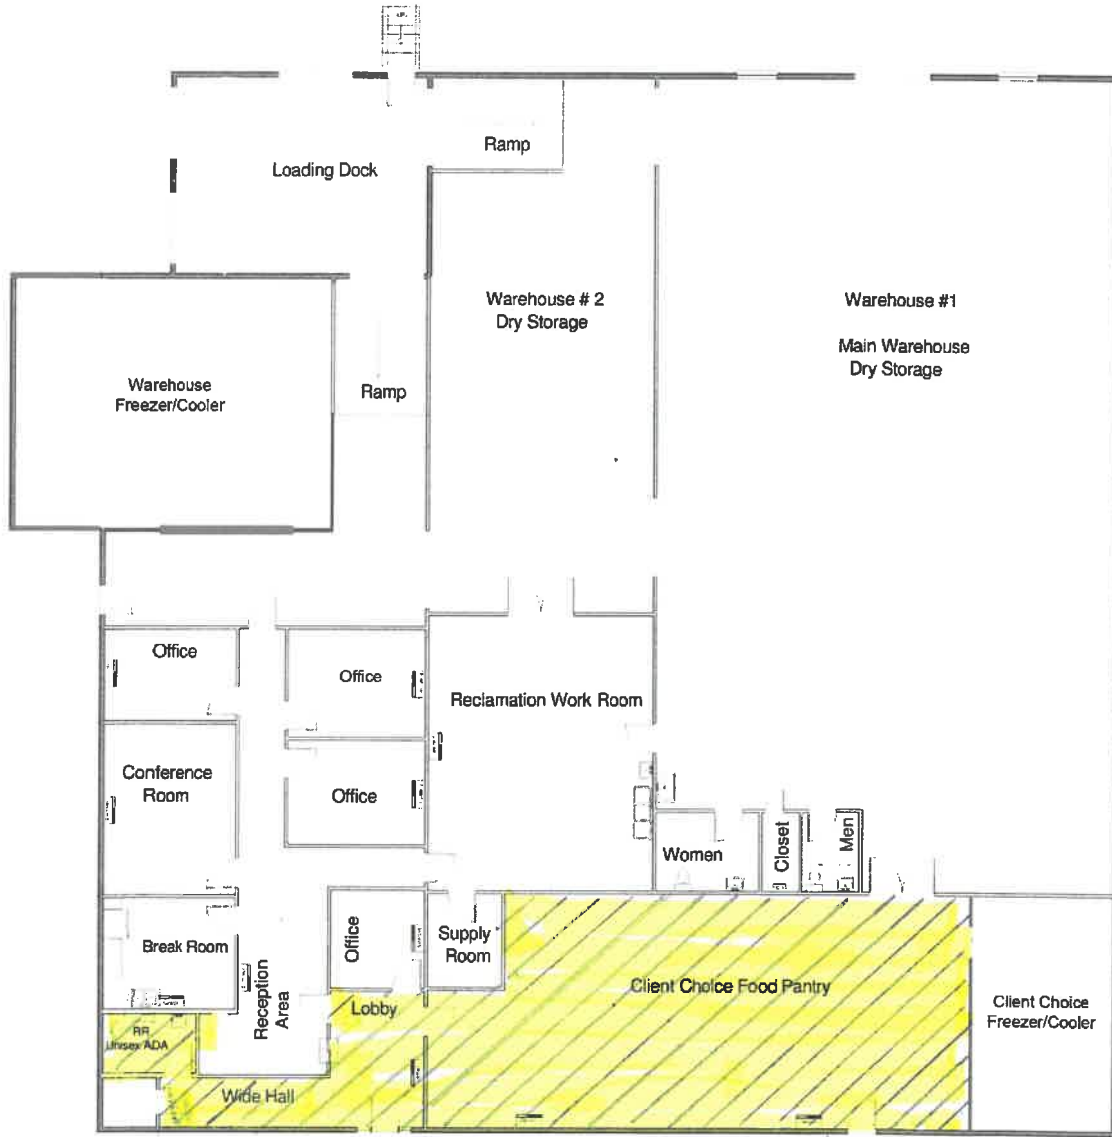 Ramp
Loading Dock
Warehouse # 2
Dry Storage
Warehouse #1
Main Warehouse
Dry Storage
Warehouse
Freezer/Cooler
Ramp
Office
Office
Reclamation Work Room
Conference
Room
Office
Women
Closet
Men
Break Room
Reception
Area
Office
Supply
Room
Lobby
Client Choice Food Pantry
Client Choice
Freezer/Cooler
RR
Unisex ADA
Wide Hall